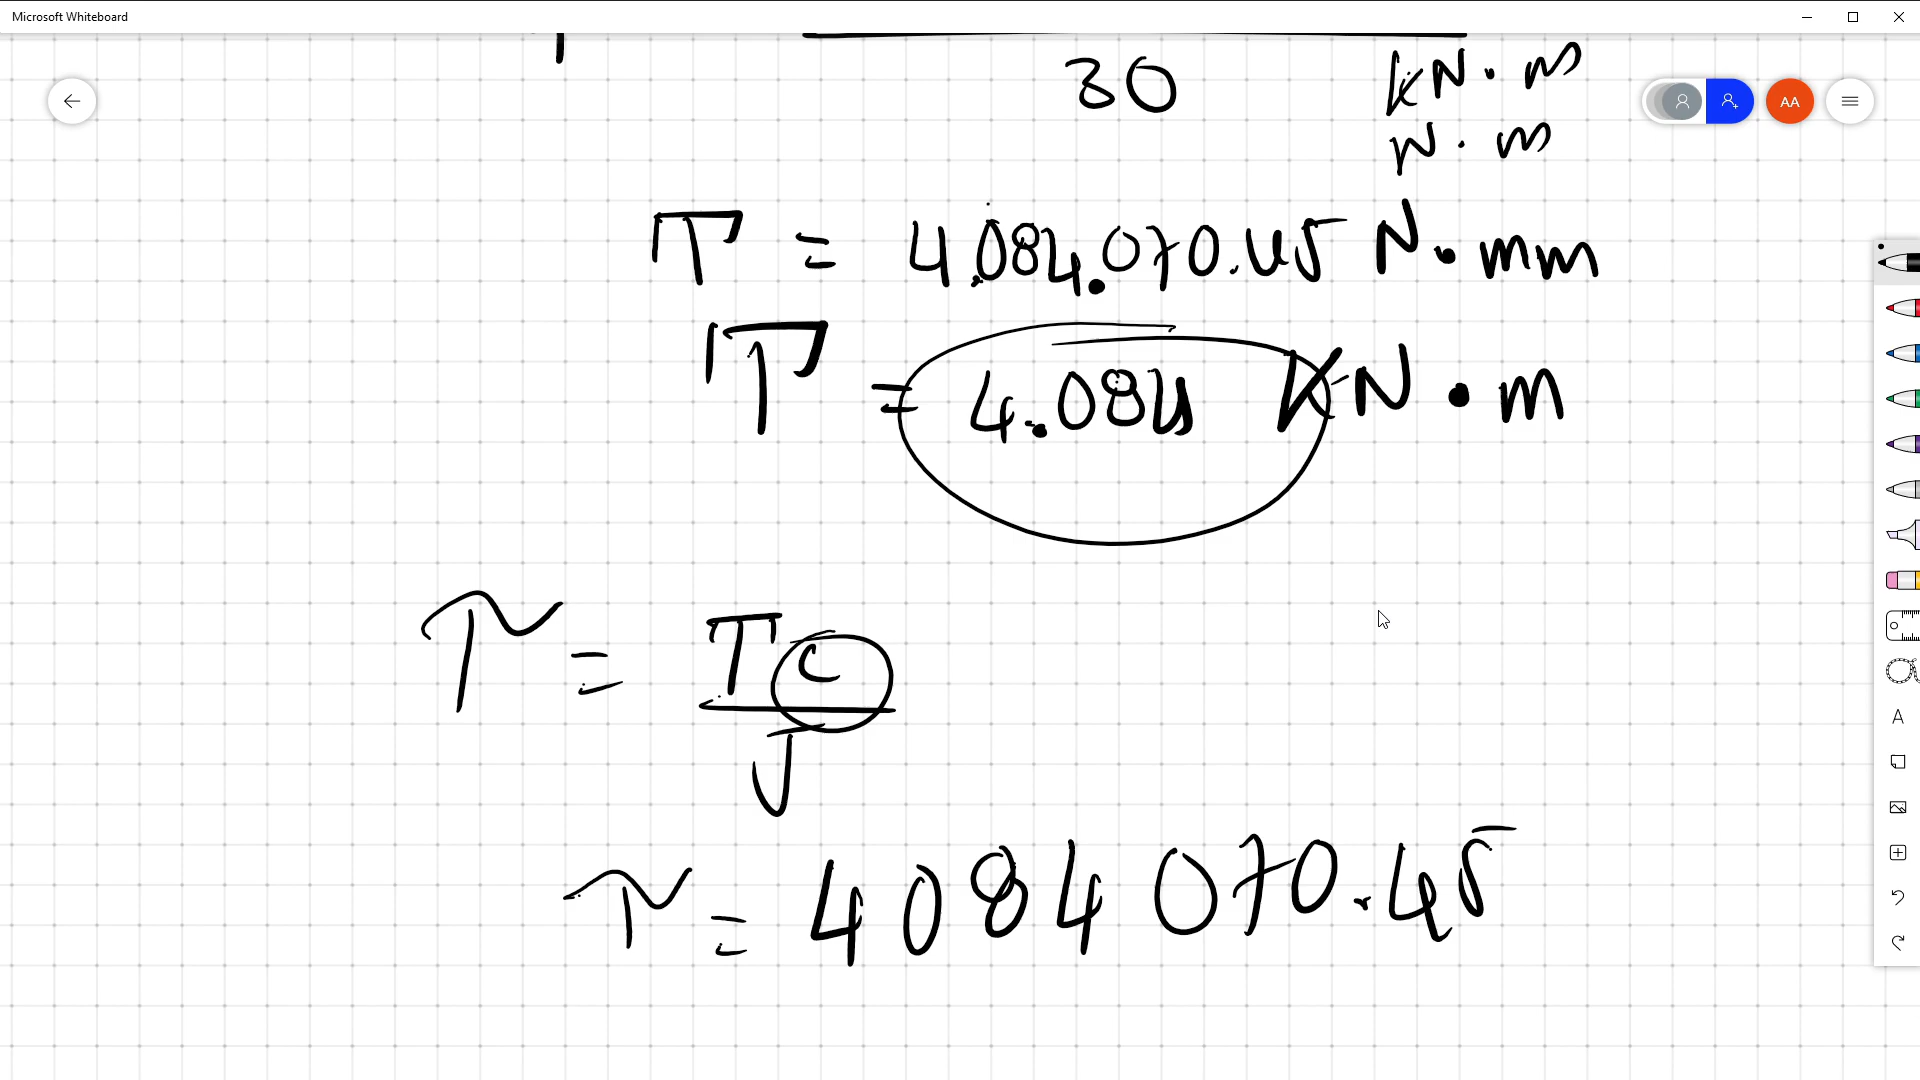 Microsoft Whiteboard
30
kN.m
N.m
AA
T = 4.084.070.45 N.mm
T = 4.084 kN.m
τ = Tc
J
A
τ = 4084070.45